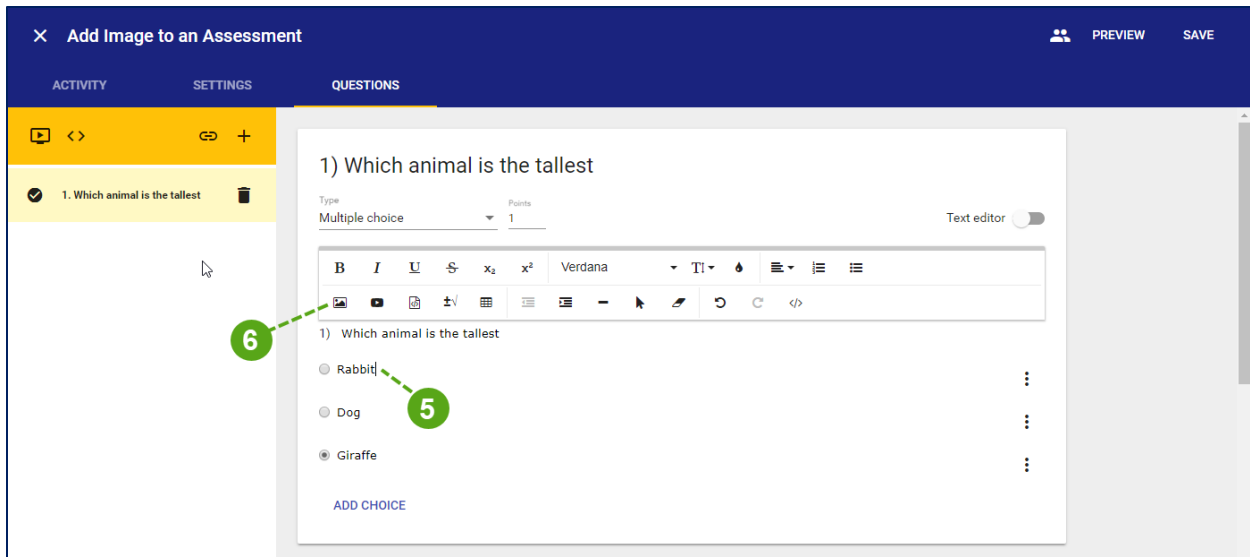 Add Image to an Assessment PREVIEW SAVE
ACTIVITY SETTINGS QUESTIONS
1. Which animal is the tallest
1) Which animal is the tallest
Type Points
Multiple choice 1 Text editor
B I U S x₂ x² Verdana TI
±√ </>
1) Which animal is the tallest
6
Rabbit
5
Dog
Giraffe
ADD CHOICE